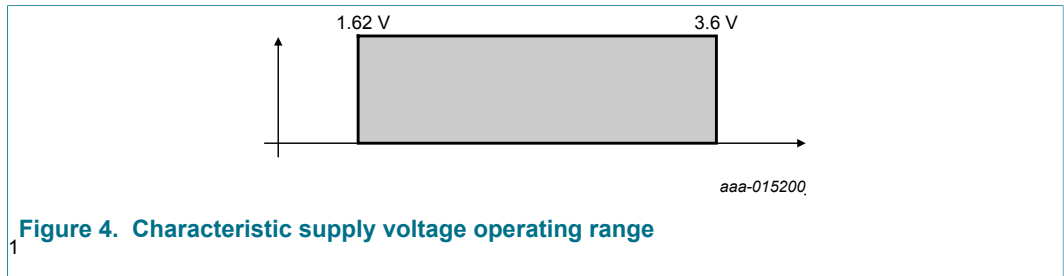 1.62 V 3.6 V
aaa-015200
Figure 4. Characteristic supply voltage operating range
1